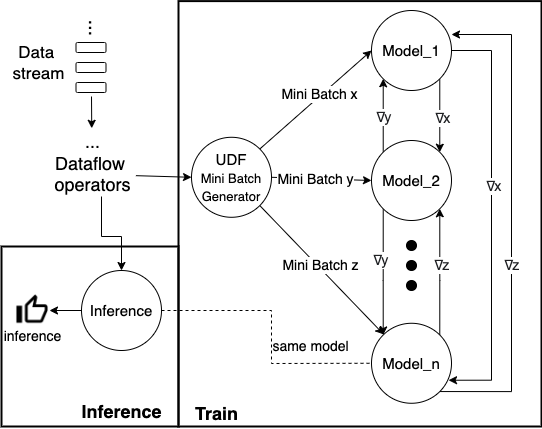 Data
stream
...
Dataflow
operators
UDF
Mini Batch
Generator
Mini Batch x
Mini Batch y
Mini Batch z
Model_1
∇y
∇x
Model_2
∇x
∇y
∇z
∇z
Model_n
same model
Inference
inference
Inference
Train